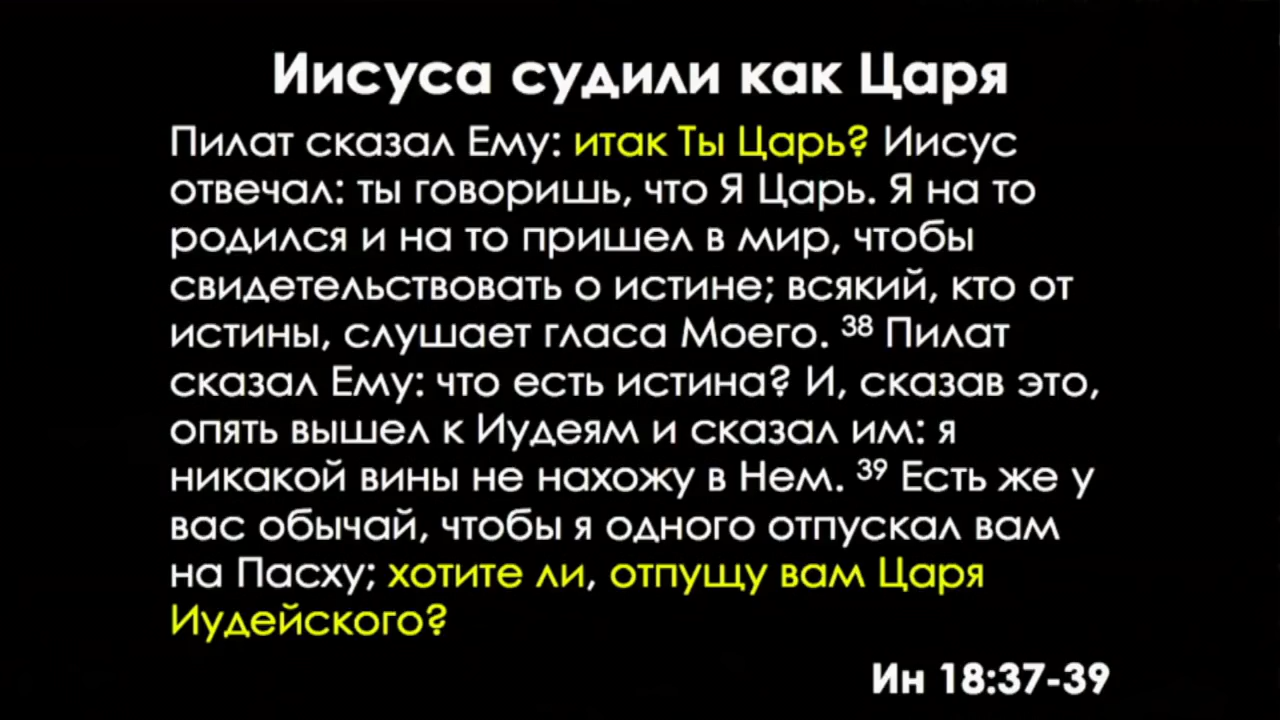 Иисуса судили как Царя
Пилат сказал Ему: итак Ты Царь? Иисус
отвечал: ты говоришь, что Я Царь. Я на то
родился и на то пришел в мир, чтобы
свидетельствовать о истине; всякий, кто от
истины, слушает гласа Моего. 38 Пилат
сказал Ему: что есть истина? И, сказав это,
опять вышел к Иудеям и сказал им: я
никакой вины не нахожу в Нем. 39 Есть же у
вас обычай, чтобы я одного отпускал вам
на Пасху; хотите ли, отпущу вам Царя
Иудейского?
Ин 18:37-39